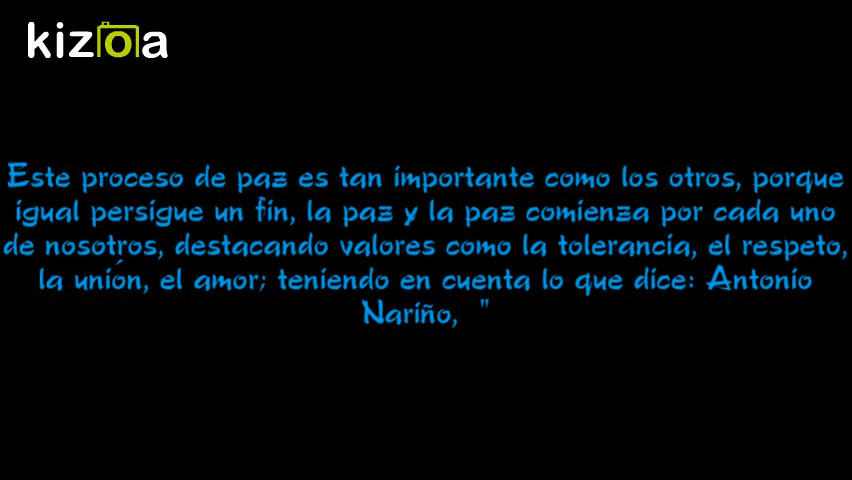 kizoa
Este proceso de paz es tan importante como los otros, porque
igual persigue un fin, la paz y la paz comienza por cada uno
de nosotros, destacando valores como la tolerancia, el respeto,
la unión, el amor; teniendo en cuenta lo que dice: Antonio
Nariño, "